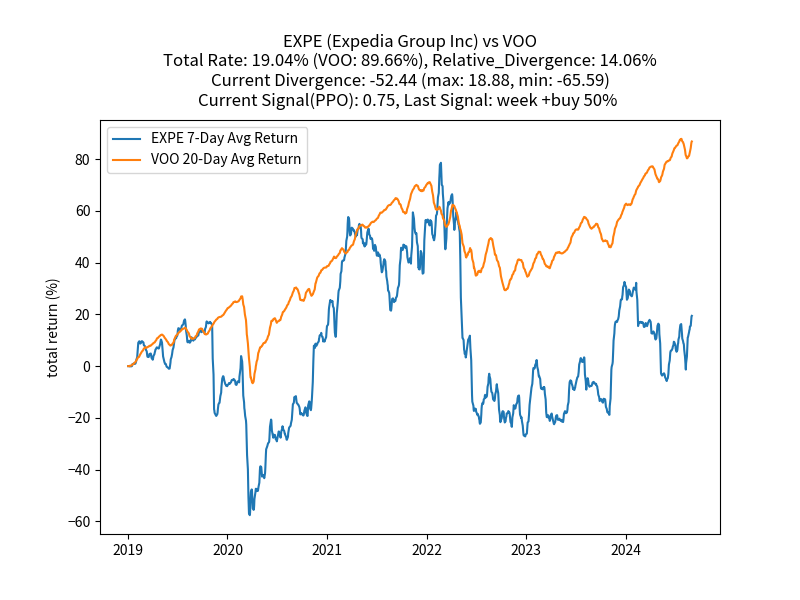 EXPE (Expedia Group Inc) vs VOO
Total Rate: 19.04% (VOO: 89.66%), Relative_Divergence: 14.06%
Current Divergence: -52.44 (max: 18.88, min: -65.59)
Current Signal(PPO): 0.75, Last Signal: week +buy 50%
EXPE 7-Day Avg Return
VOO 20-Day Avg Return
total return (%)
80
60
40
20
0
−20
−40
−60
2019
2020
2021
2022
2023
2024